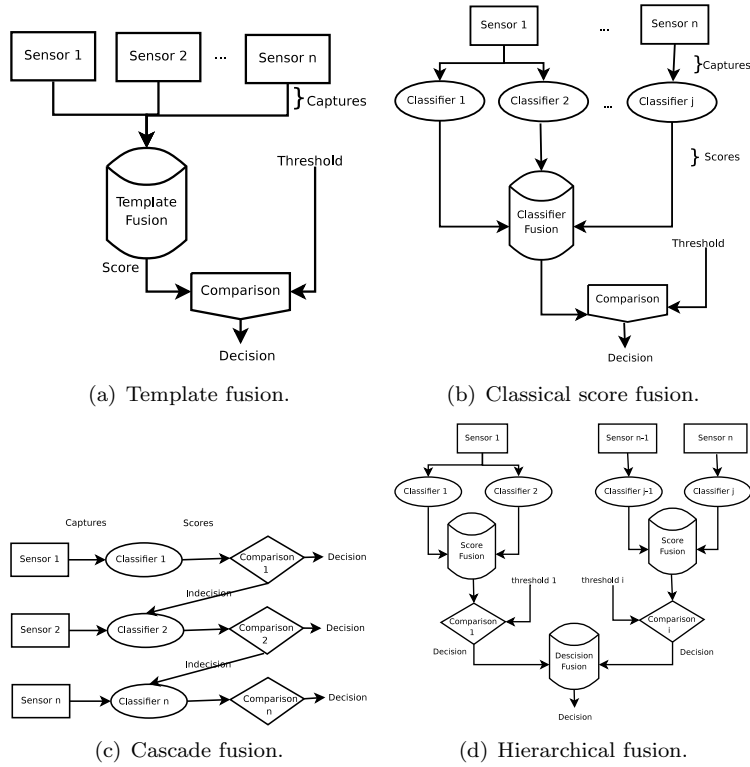 Sensor 1
Sensor 2
...
Sensor n
} Captures
Threshold
Template
Fusion
Score
Comparison
Decision
(a) Template fusion.
Sensor 1
...
Sensor n
} Captures
Classifier 1
Classifier 2
...
Classifier j
} Scores
Classifier
Fusion
Threshold
Comparison
Decision
(b) Classical score fusion.
Captures
Scores
Sensor 1
Classifier 1
Comparison
1
Decision
Indecision
Sensor 2
Classifier 2
Comparison
2
Decision
Indecision
Sensor n
Classifier n
Comparison
n
Decision
(c) Cascade fusion.
Sensor 1
Sensor n-1
Sensor n
Classifier 1
Classifier 2
Classifier j-1
Classifier j
Score
Fusion
Score
Fusion
threshold 1
threshold i
Comparison
1
Comparison
i
Decision
Descision
Fusion
Decision
Decision
(d) Hierarchical fusion.